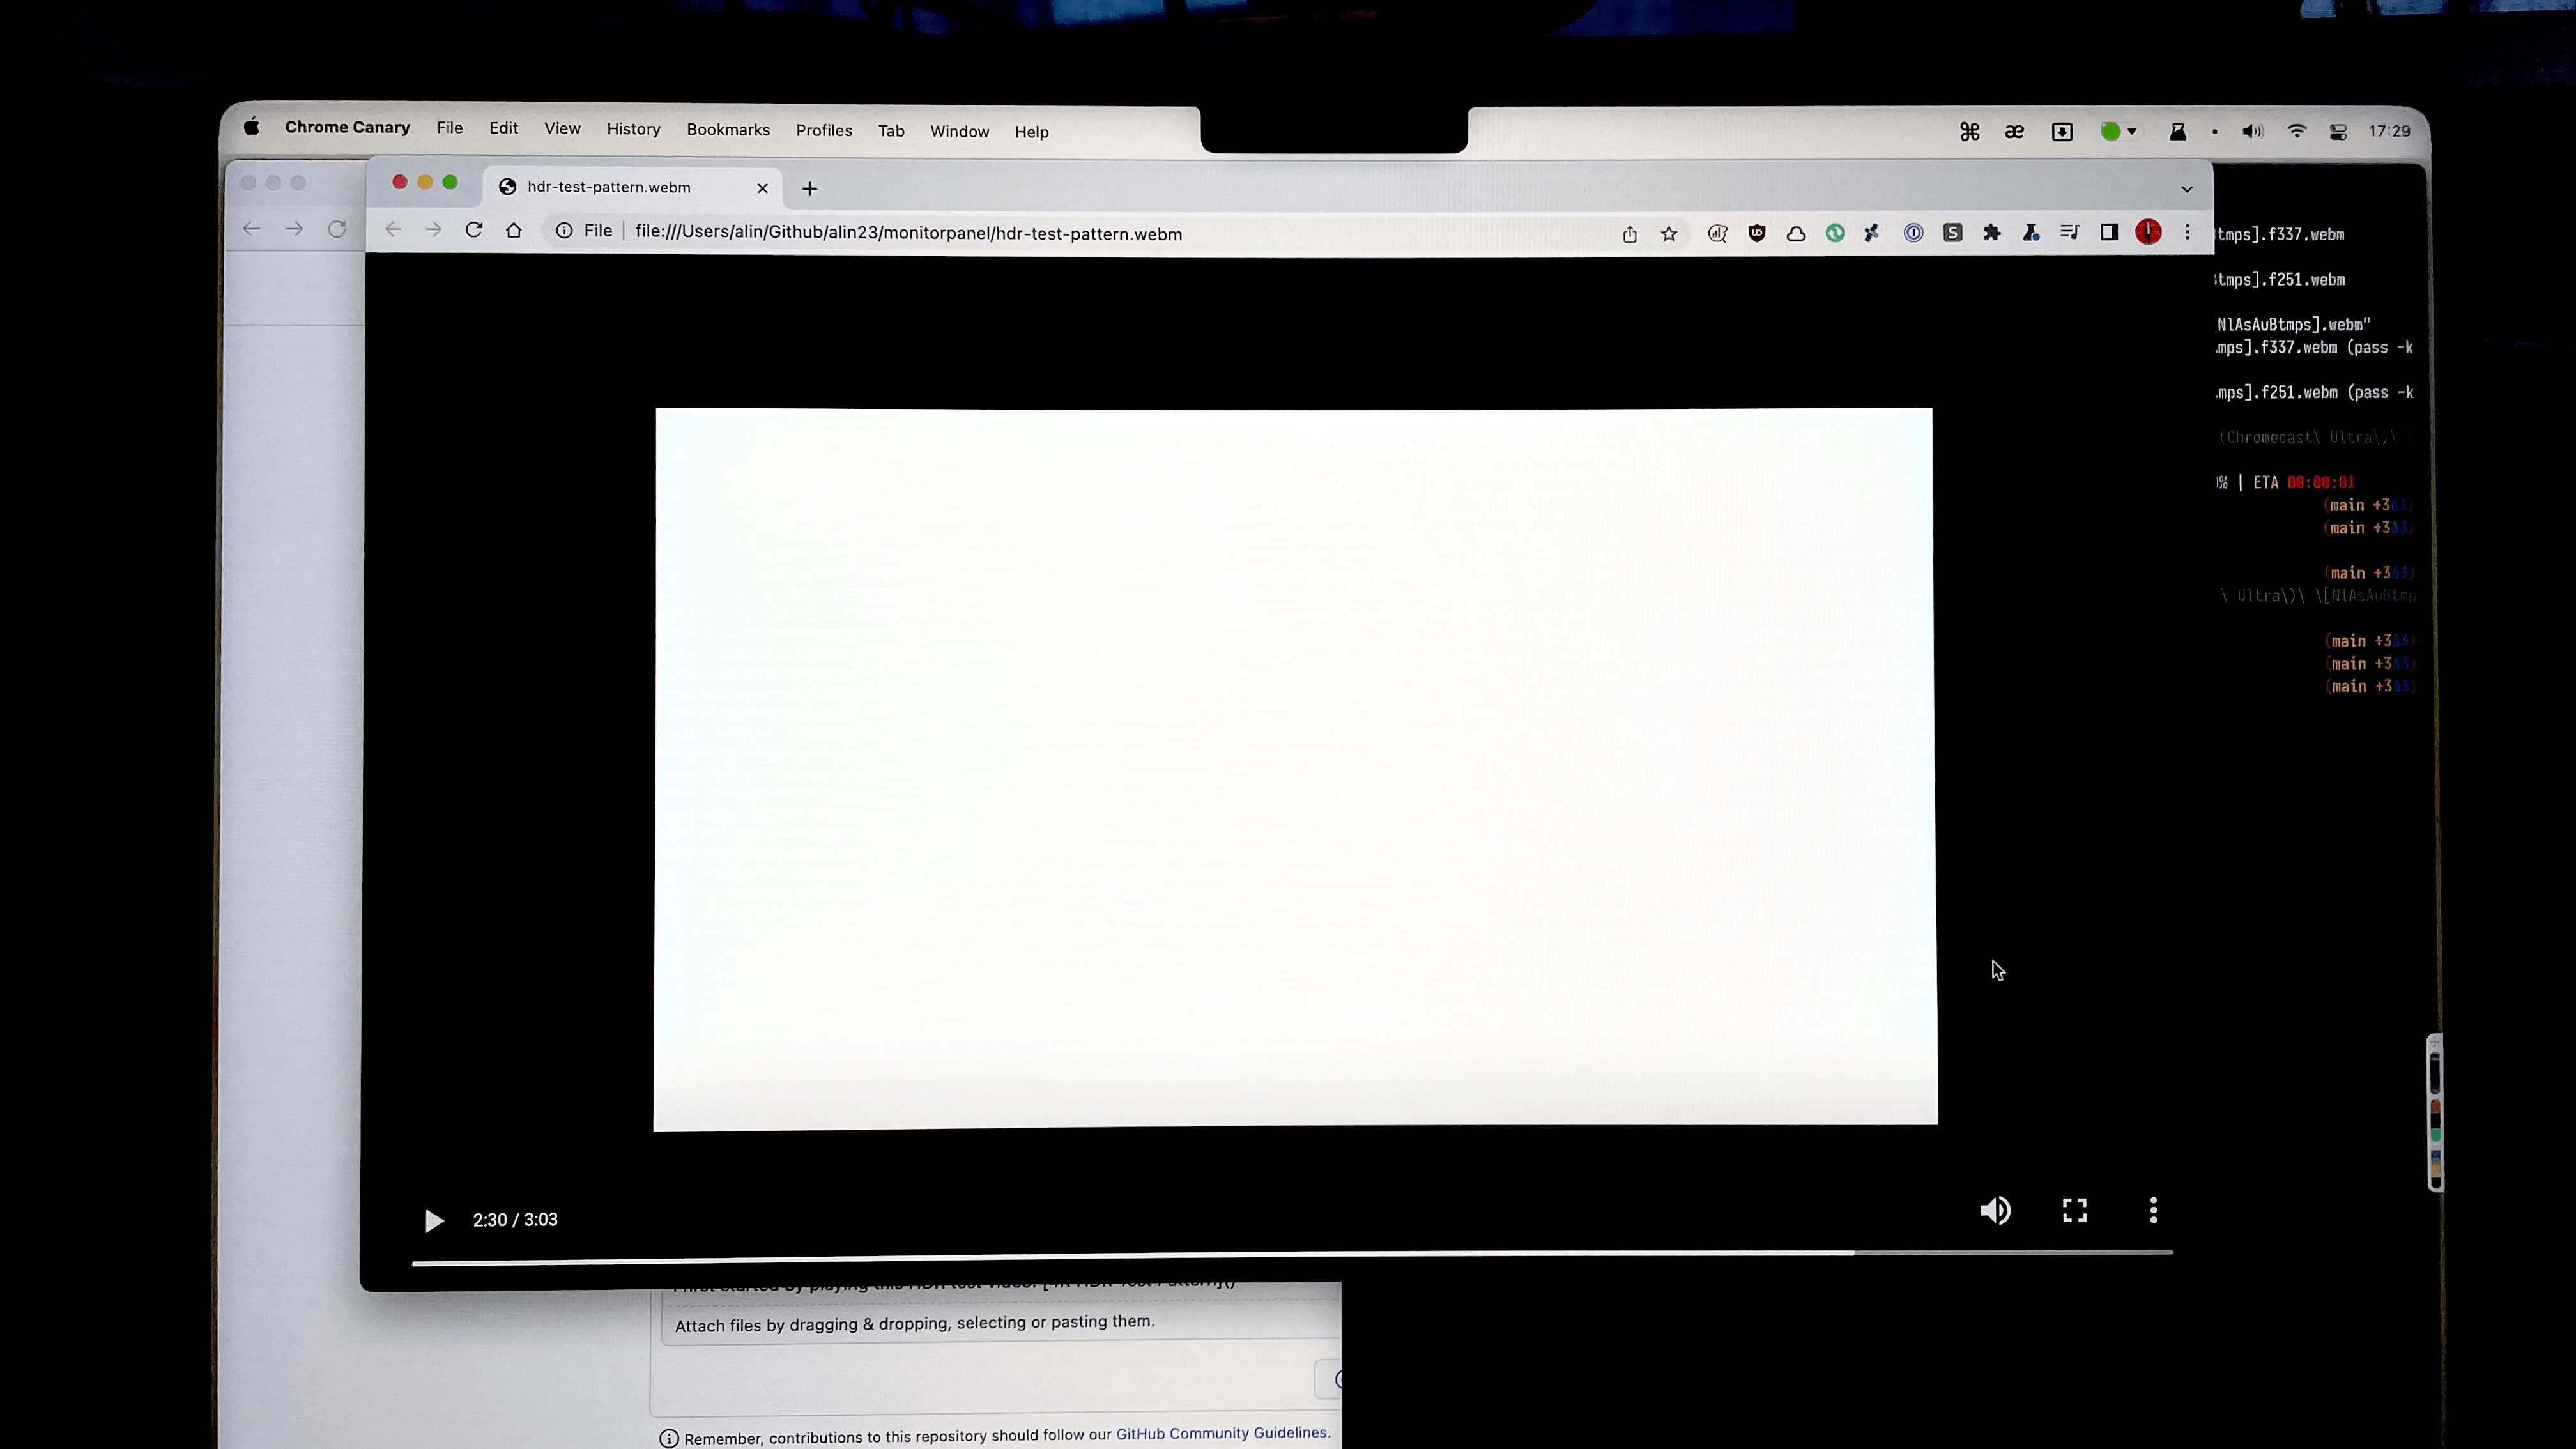 Chrome Canary File Edit View History Bookmarks Profiles Tab Window Help 17:29
hdr-test-pattern.webm
File file:///Users/alin/Github/alin23/monitorpanel/hdr-test-pattern.webm
tmps].f337.webm
tmps].f251.webm
NlAsAuBtmps].webm"
mps].f337.webm (pass -k
mps].f251.webm (pass -k
(Chromecast\ Ultra\)\
% | ETA 00:00:01
(main +3
(main +3
(main +3
\ Ultra\)\ \[NlAsAuBtmp
(main +3
(main +3
(main +3
2:30 / 3:03
Attach files by dragging & dropping, selecting or pasting them.
Remember, contributions to this repository should follow our GitHub Community Guidelines.